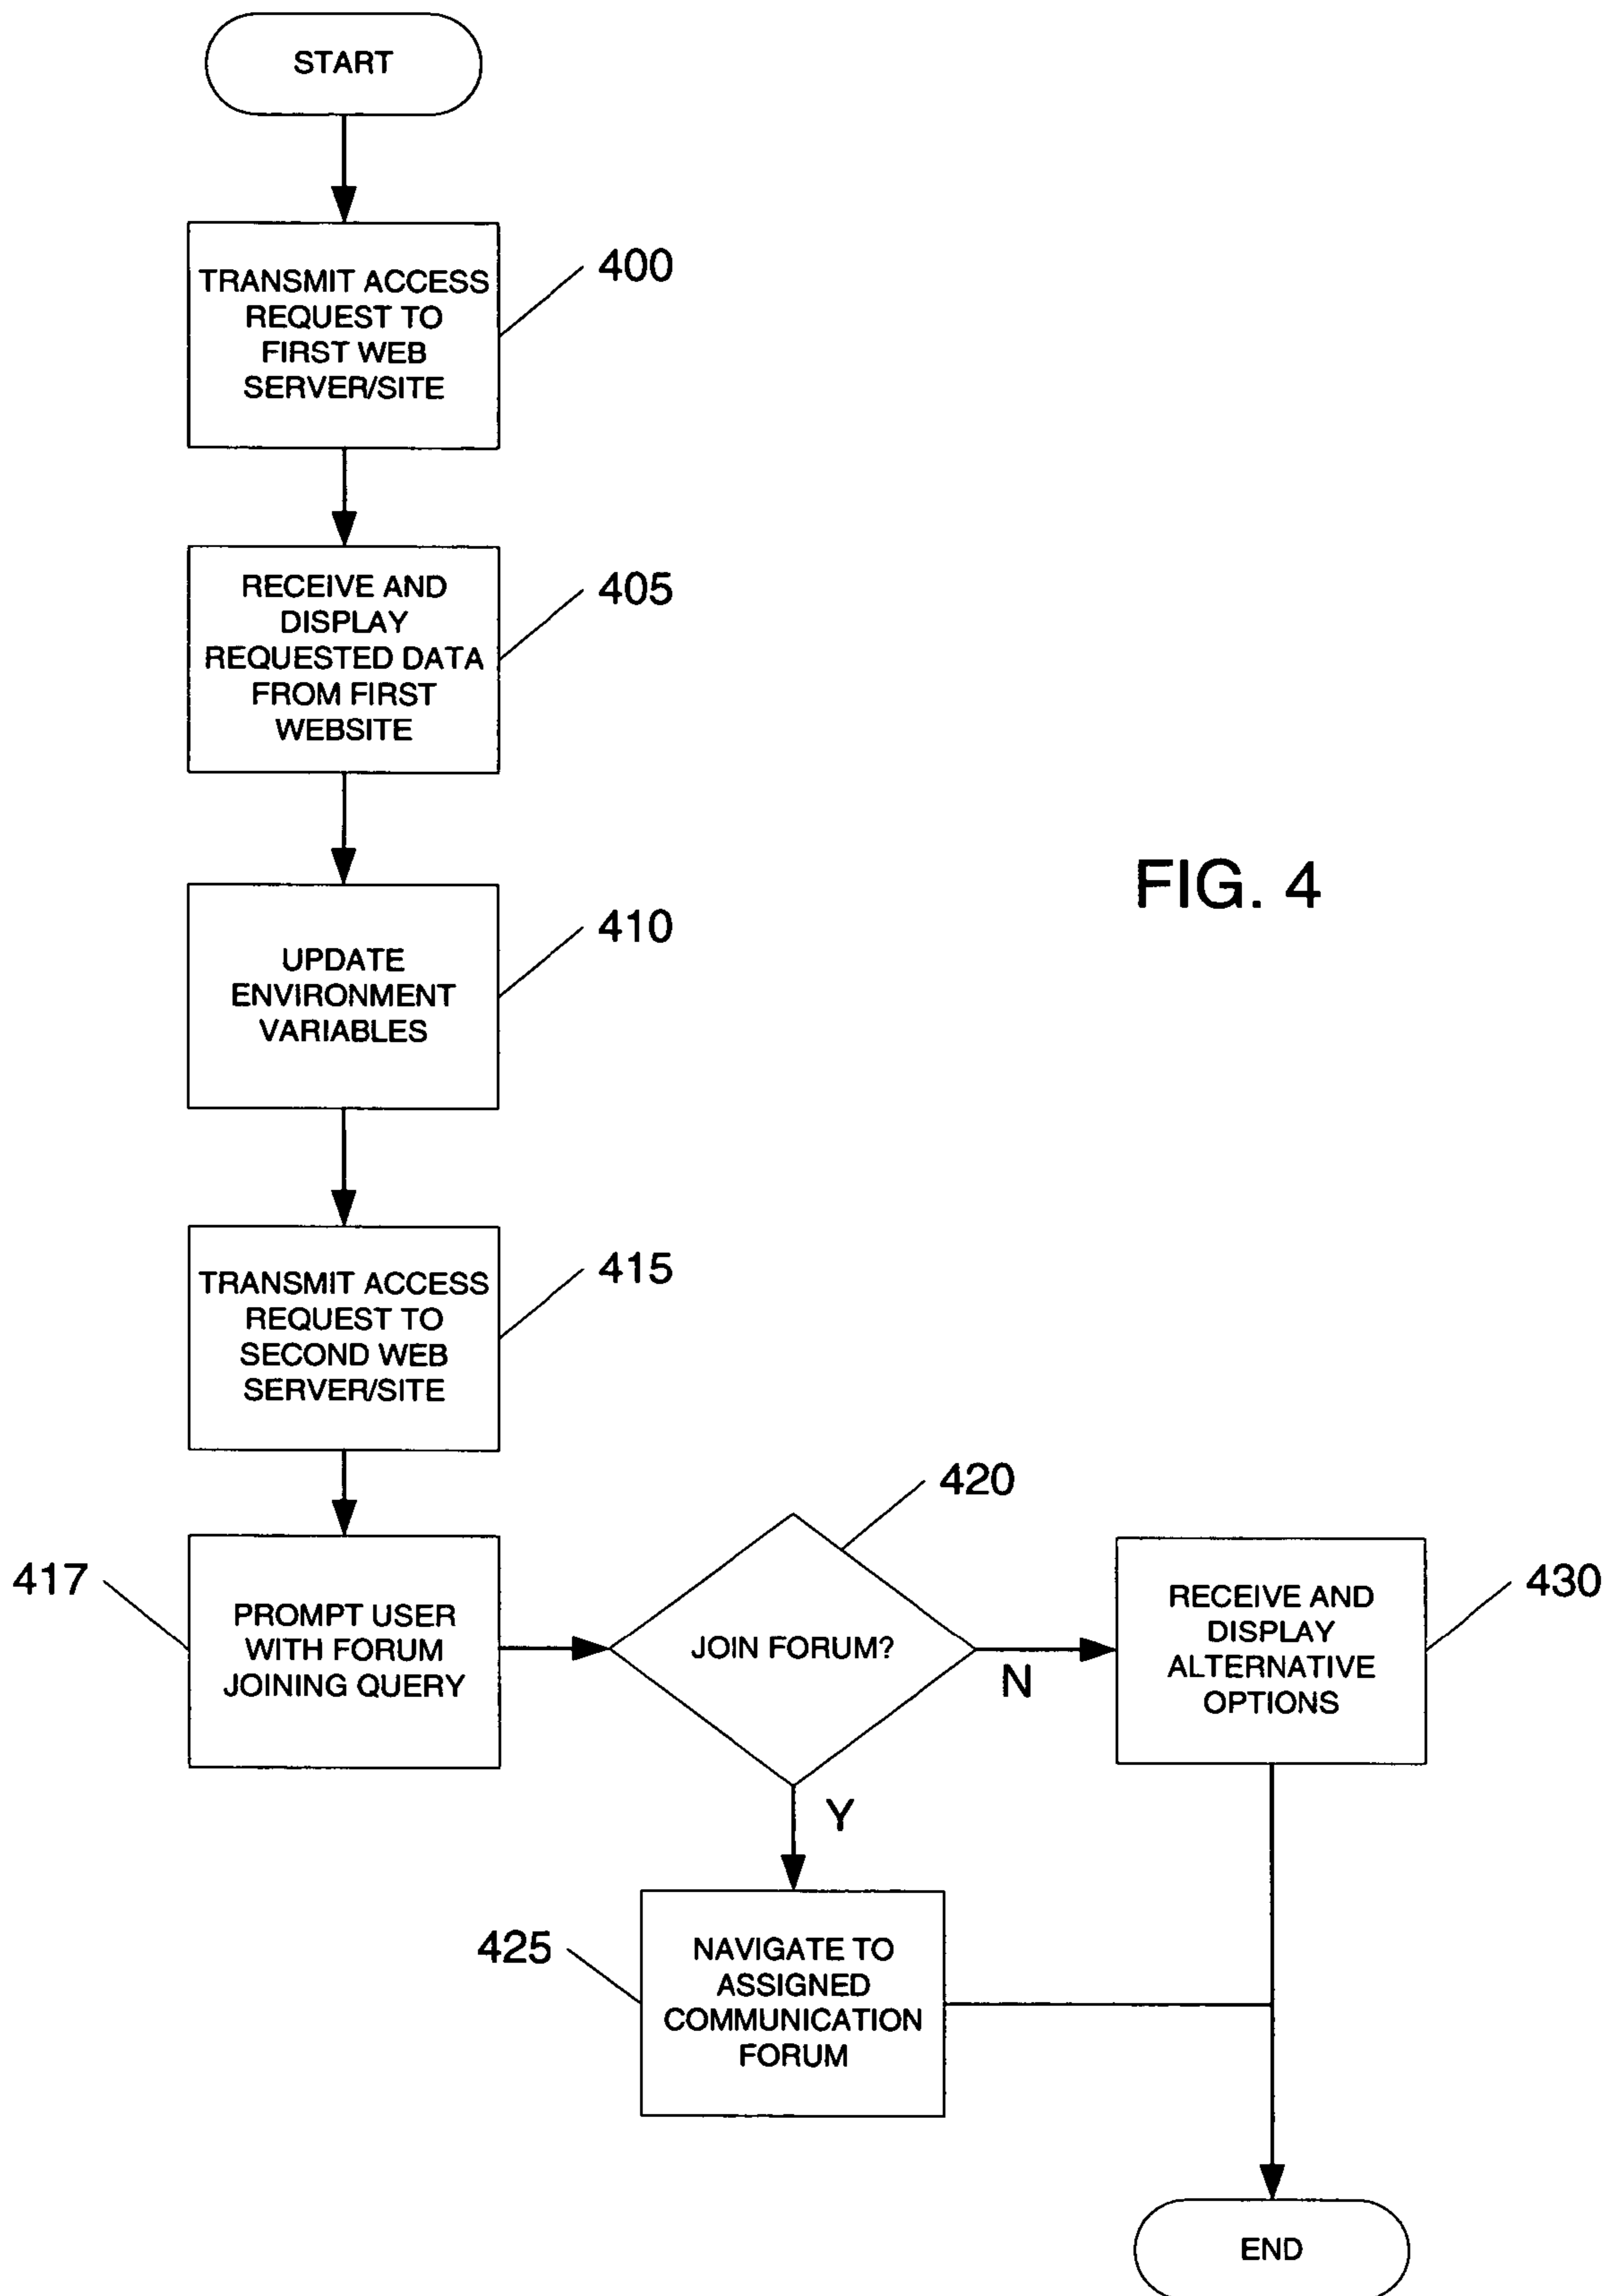 START
TRANSMIT ACCESS
REQUEST TO
FIRST WEB
SERVER/SITE
400
RECEIVE AND
DISPLAY
REQUESTED DATA
FROM FIRST
WEBSITE
405
FIG. 4
UPDATE
ENVIRONMENT
VARIABLES
410
TRANSMIT ACCESS
REQUEST TO
SECOND WEB
SERVER/SITE
415
417
PROMPT USER
WITH FORUM
JOINING QUERY
420
JOIN FORUM?
N
Y
RECEIVE AND
DISPLAY
ALTERNATIVE
OPTIONS
430
425
NAVIGATE TO
ASSIGNED
COMMUNICATION
FORUM
END